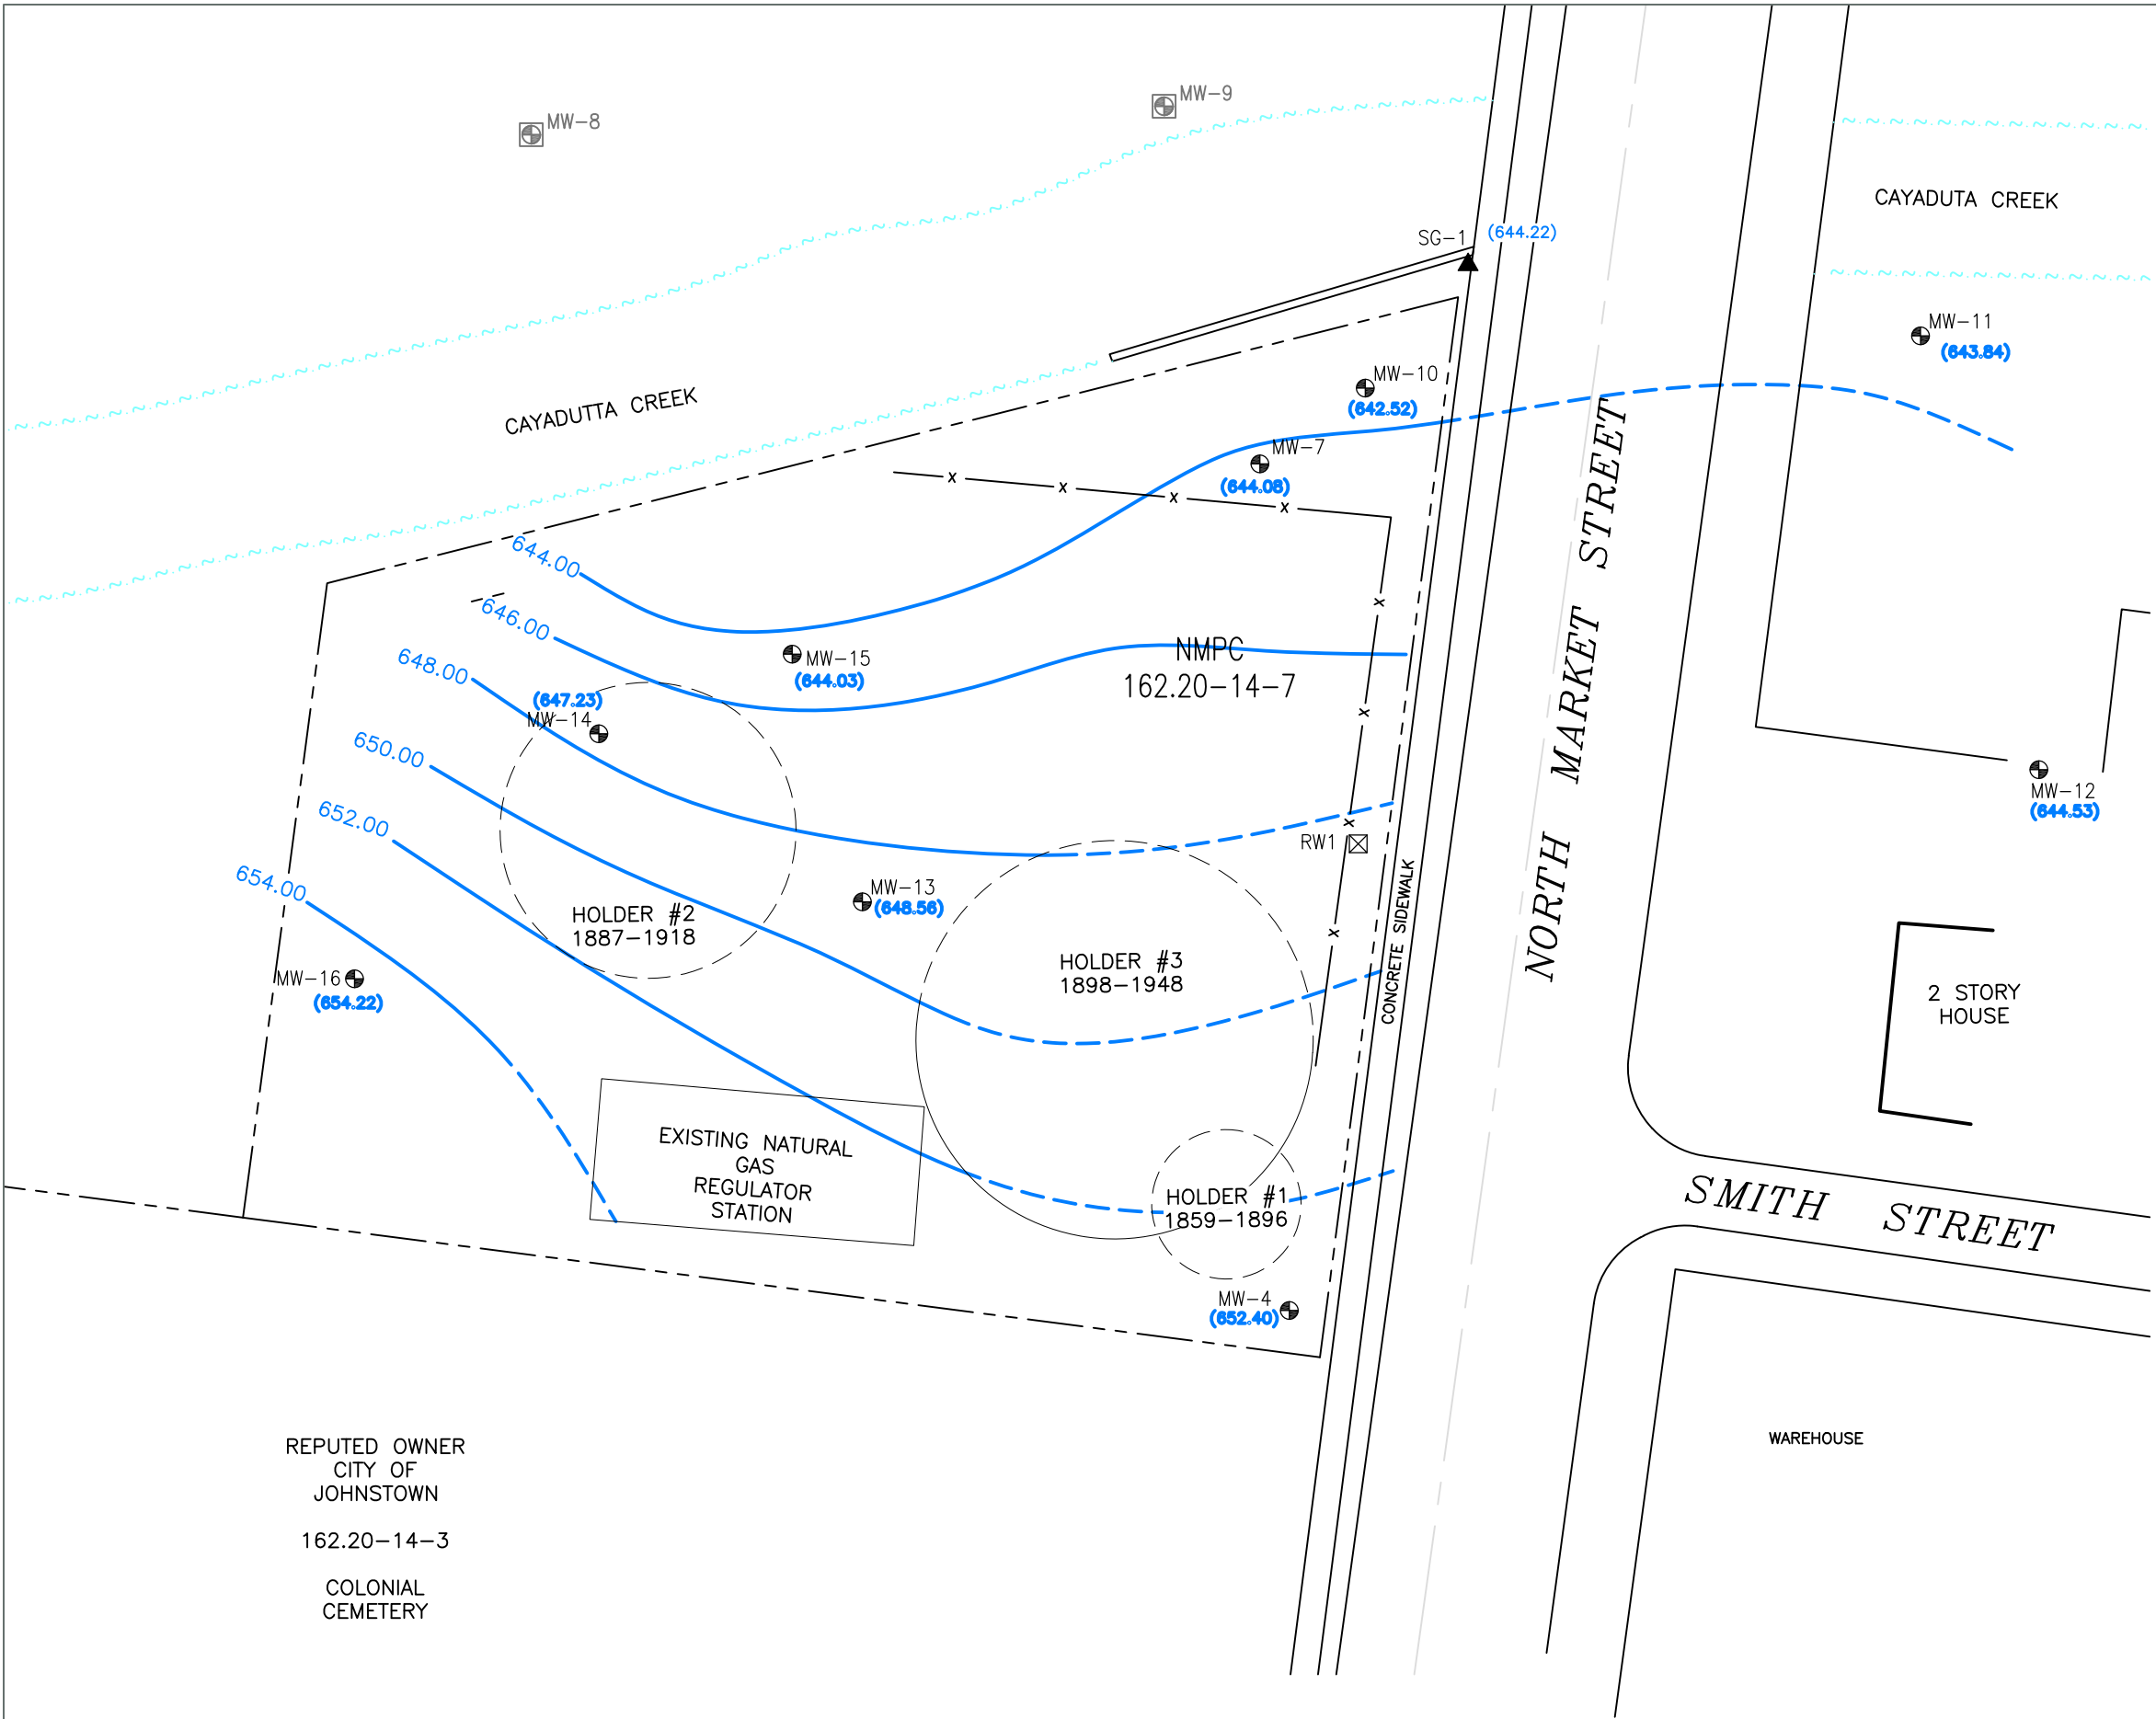 MW-8
MW-9
CAYADUTA CREEK
SG-1
(644.22)
MW-11
(643.84)
MW-10
(642.52)
CAYADUTTA CREEK
MW-7
(644.08)
644.00
646.00
648.00
650.00
652.00
654.00
MW-15
(644.03)
NMPC
162.20-14-7
(647.23)
MW-14
NORTH MARKET STREET
MW-12
(644.53)
RW1
x
x
x
x
x
x
x
x
CONCRETE SIDEWALK
MW-13
(648.56)
HOLDER #2
1887-1918
HOLDER #3
1898-1948
MW-16
(654.22)
2 STORY
HOUSE
EXISTING NATURAL
GAS
REGULATOR
STATION
HOLDER #1
1859-1896
SMITH STREET
MW-4
(652.40)
REPUTED OWNER
CITY OF
JOHNSTOWN
162.20-14-3
COLONIAL
CEMETERY
WAREHOUSE